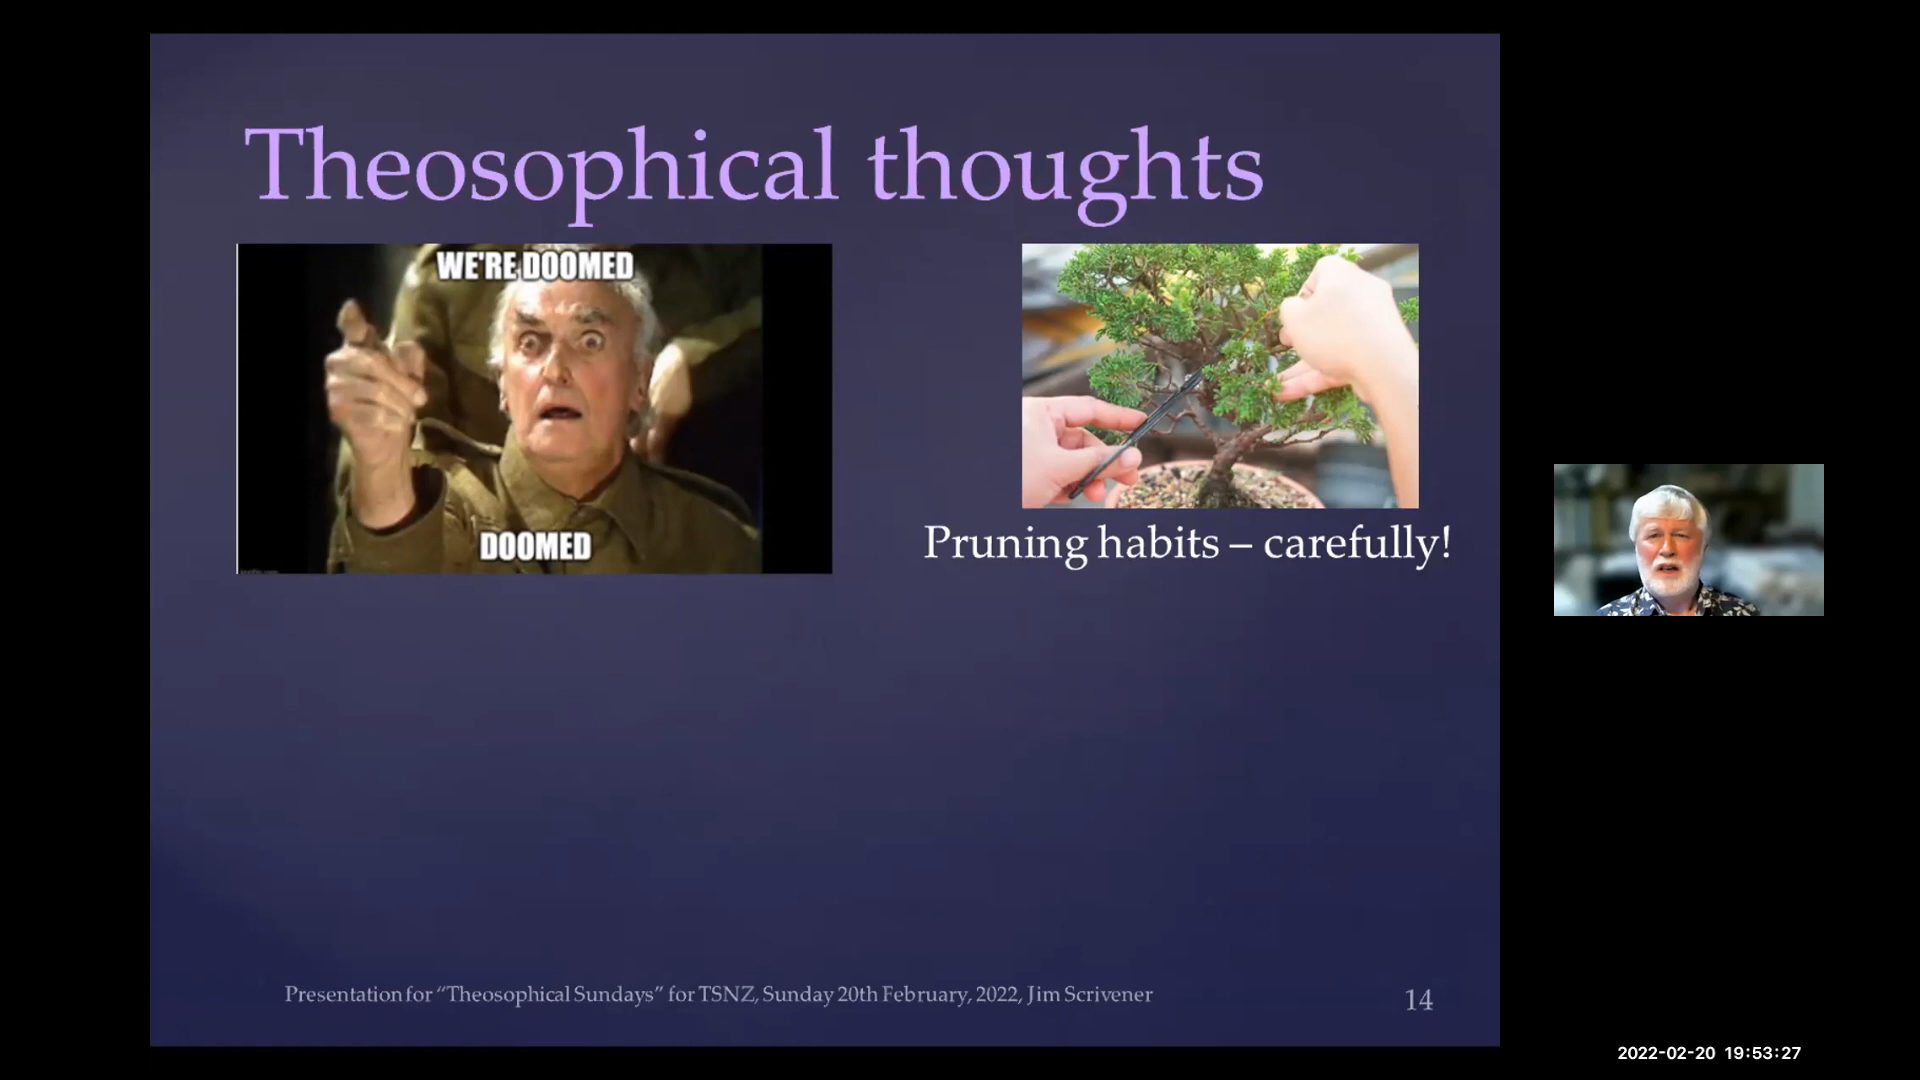 Theosophical thoughts
WE'RE DOOMED
DOOMED
Pruning habits – carefully!
Presentation for “Theosophical Sundays” for TSNZ, Sunday 20th February, 2022, Jim Scrivener
14
2022-02-20 19:53:27